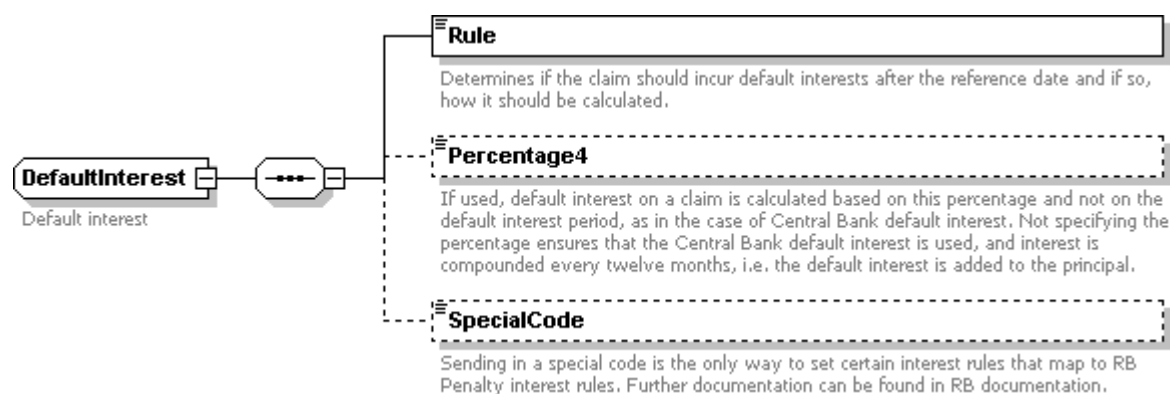 Rule
Determines if the claim should incur default interests after the reference date and if so,
how it should be calculated.
Percentage4
DefaultInterest
Default interest
If used, default interest on a claim is calculated based on this percentage and not on the
default interest period, as in the case of Central Bank default interest. Not specifying the
percentage ensures that the Central Bank default interest is used, and interest is
compounded every twelve months, i.e. the default interest is added to the principal.
SpecialCode
Sending in a special code is the only way to set certain interest rules that map to RB
Penalty interest rules. Further documentation can be found in RB documentation.